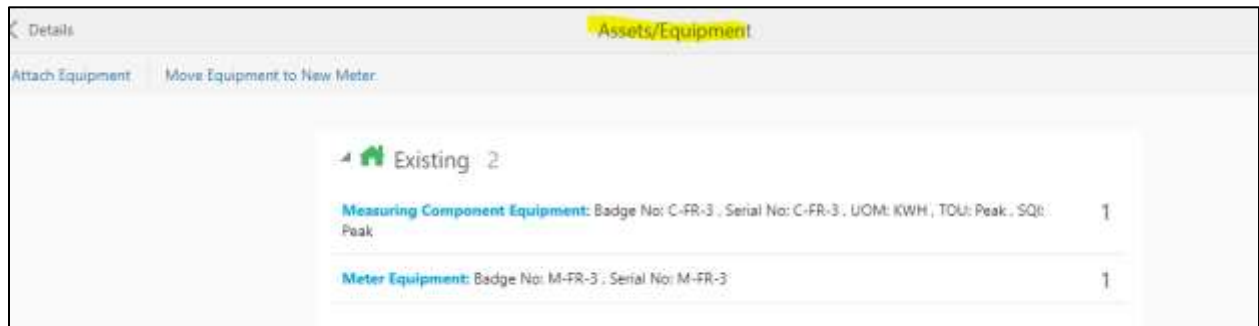 Details
Assets/Equipment
Attach Equipment
Move Equipment to New Meter
Existing 2
Measuring Component Equipment: Badge No: C-FR-3 , Serial No: C-FR-3 , UOM: KWH , TOU: Peak , SQI: 1
Peak
Meter Equipment: Badge No: M-FR-3 , Serial No: M-FR-3 1